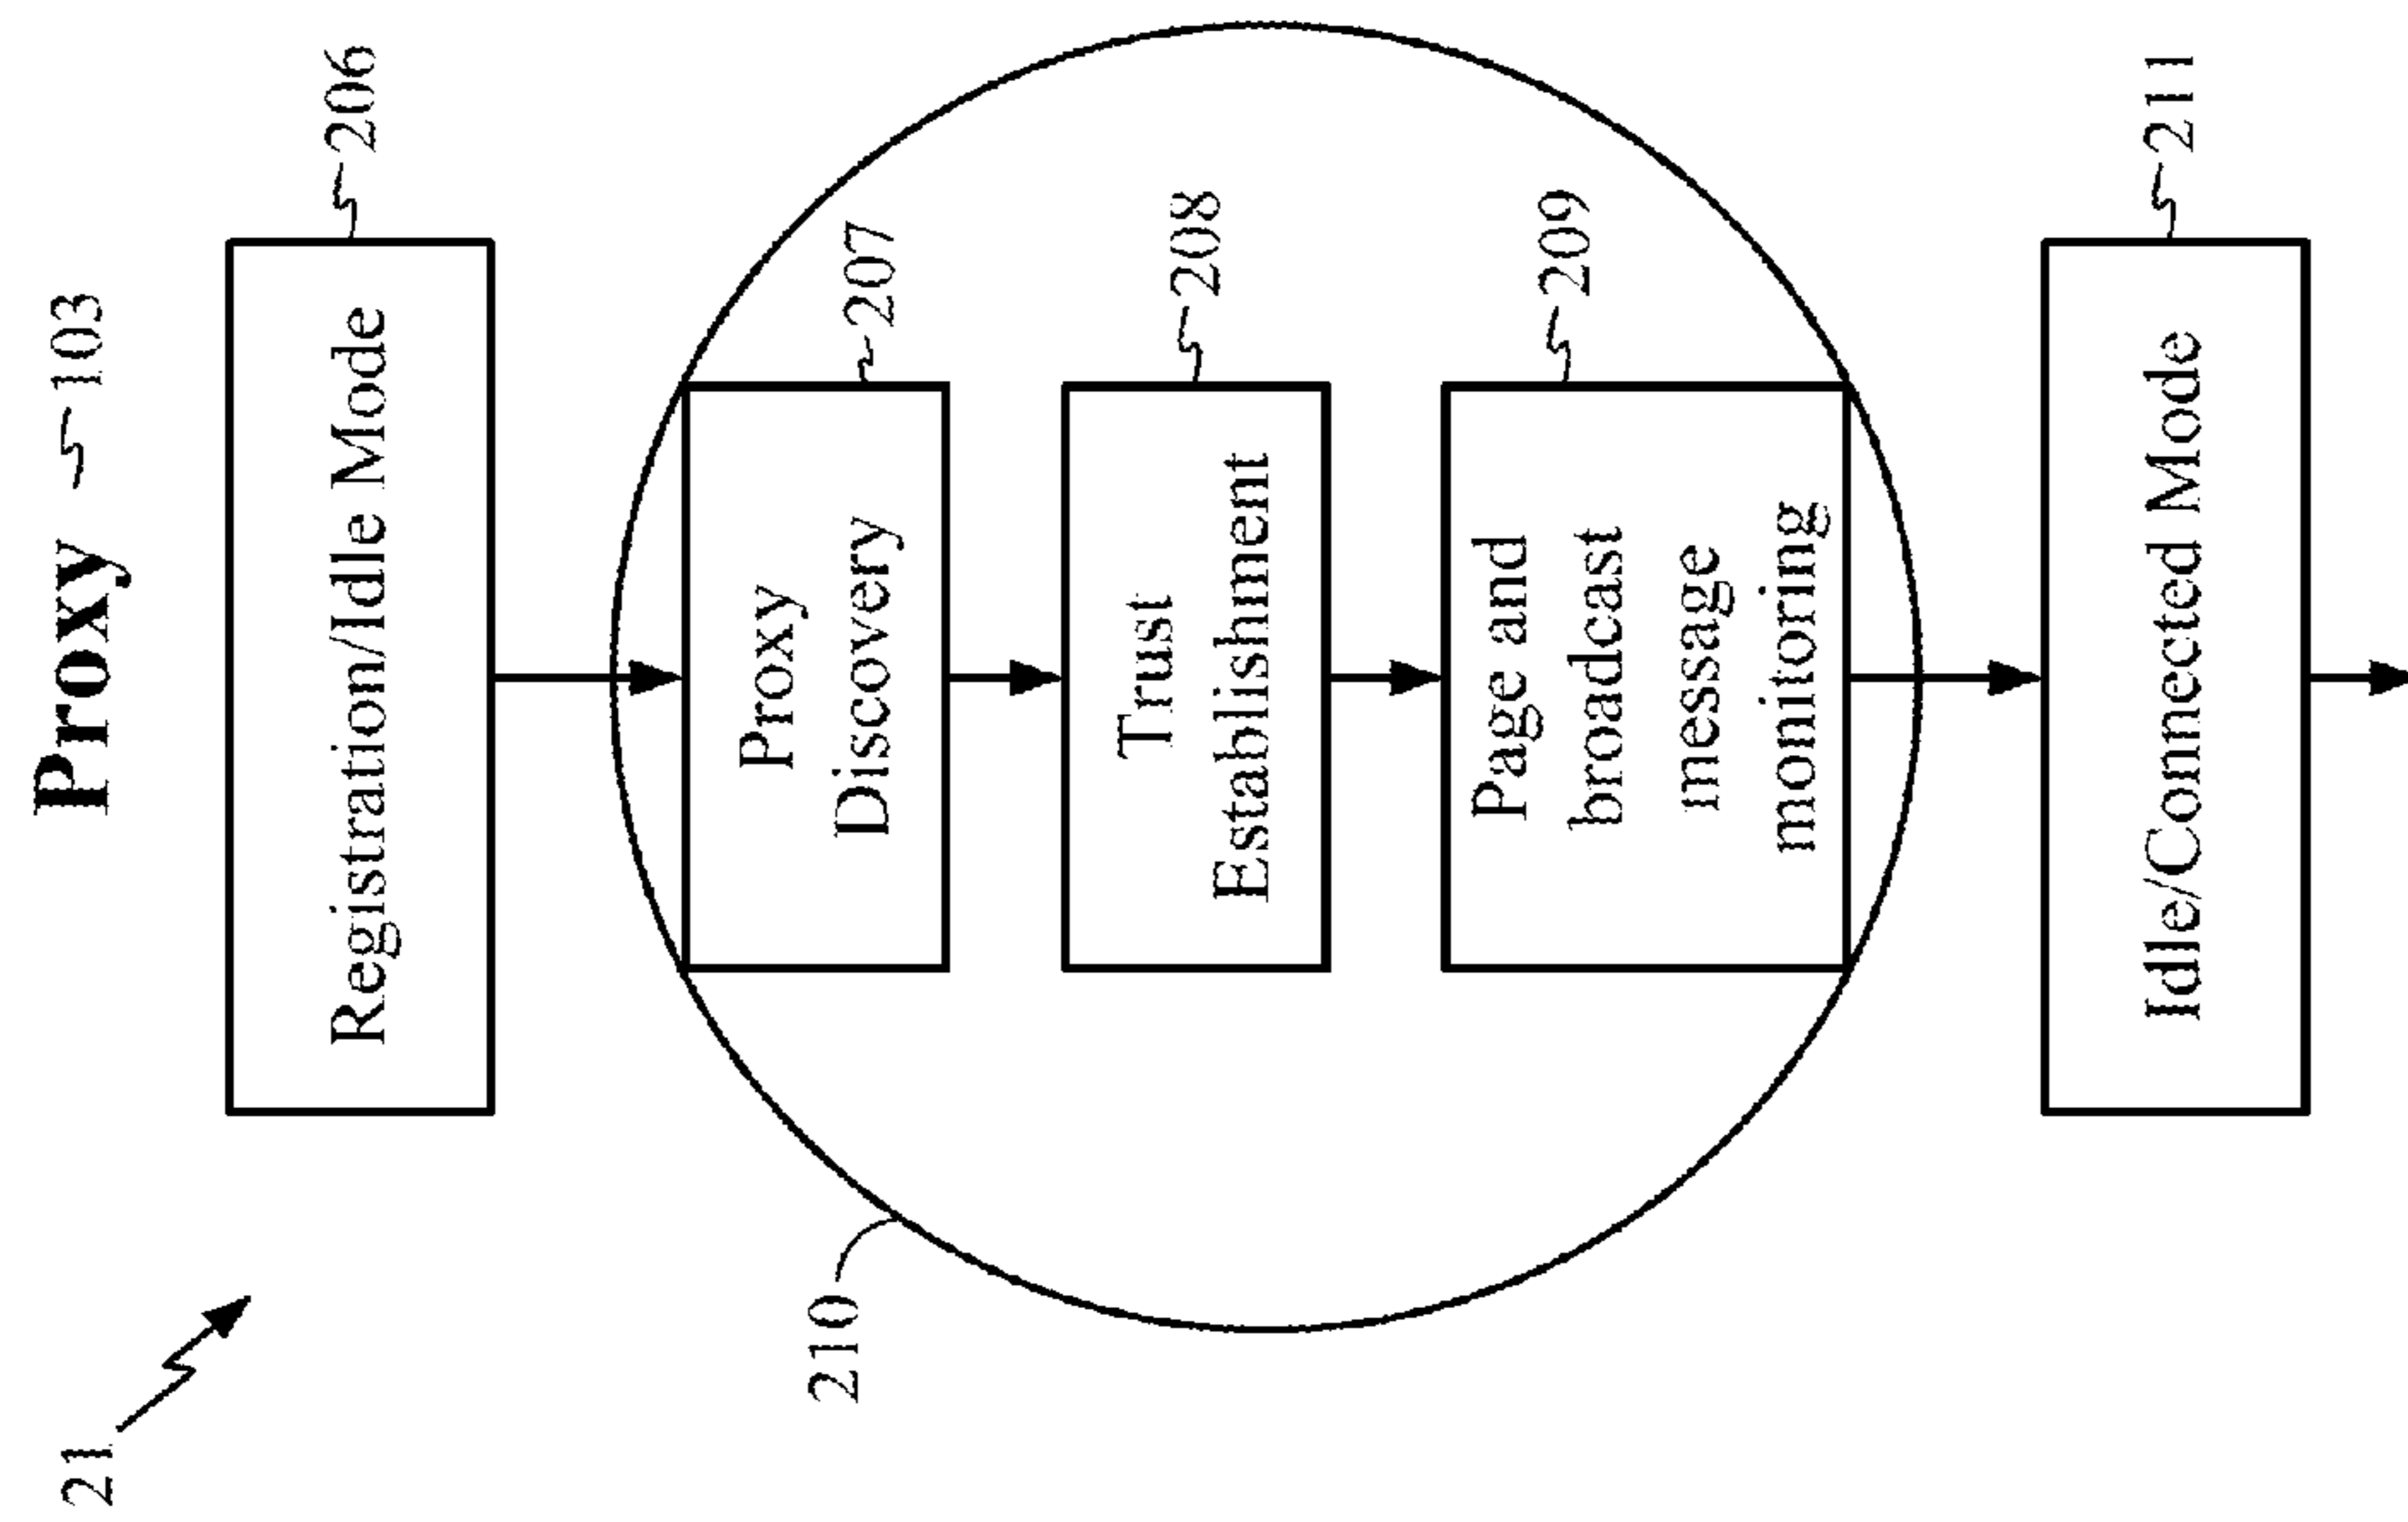 21
Proxy 103
Registration/Idle Mode
206
210
Proxy
Discovery
207
Trust
Establishment
208
Page and
broadcast
message
monitoring
209
Idle/Connected Mode
211